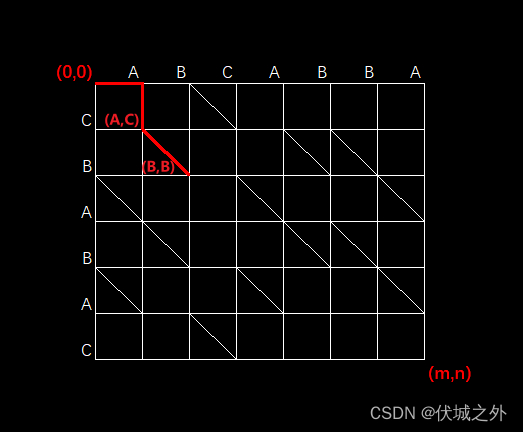 (0,0) A B C A B B A
C (A,C)
B (B,B)
A
B
A
C
(m,n)
CSDN @伏城之外